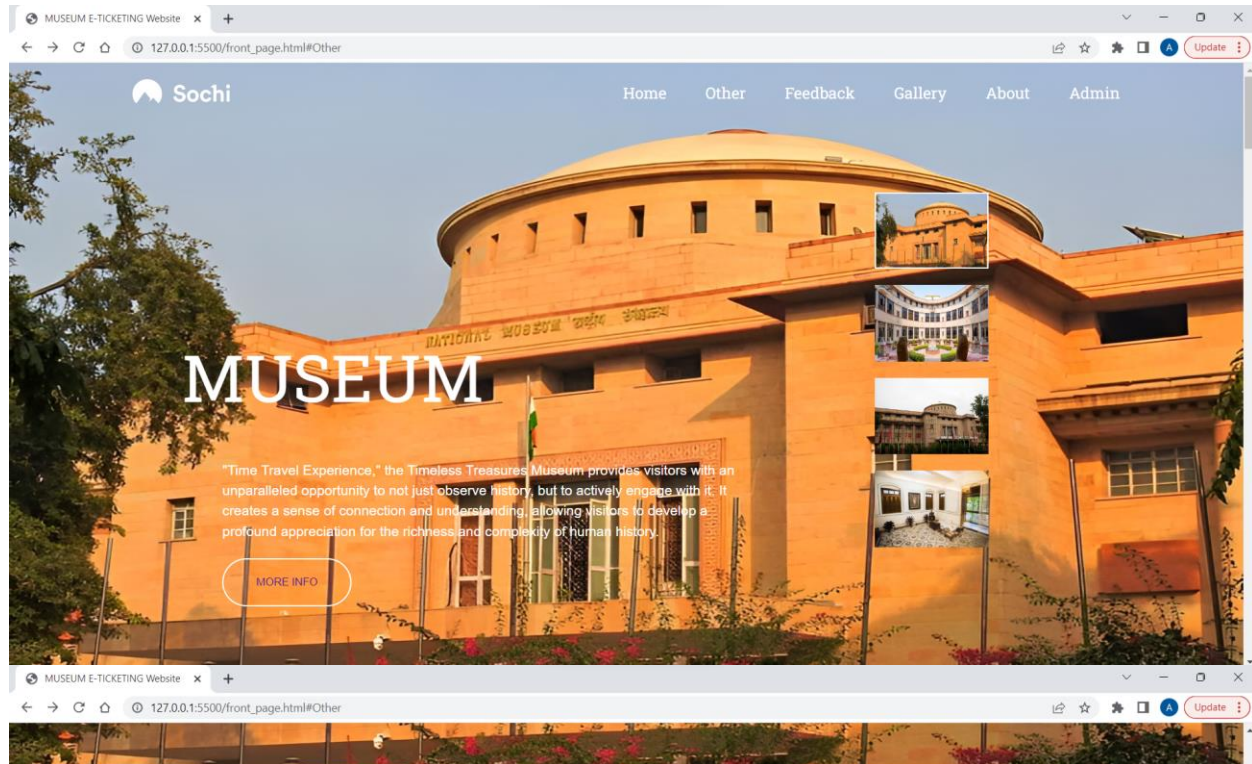 MUSEUM E-TICKETING Website
127.0.0.1:5500/front_page.html#Other
Update
Sochi
Home Other Feedback Gallery About Admin
NATIONAL MUSEUM राष्ट्रीय संग्रहालय
MUSEUM
"Time Travel Experience," the Timeless Treasures Museum provides visitors with an
unparalleled opportunity to not just observe history, but to actively engage with it. It
creates a sense of connection and understanding, allowing visitors to develop a
profound appreciation for the richness and complexity of human history.
MORE INFO
MUSEUM E-TICKETING Website
127.0.0.1:5500/front_page.html#Other
A
Update